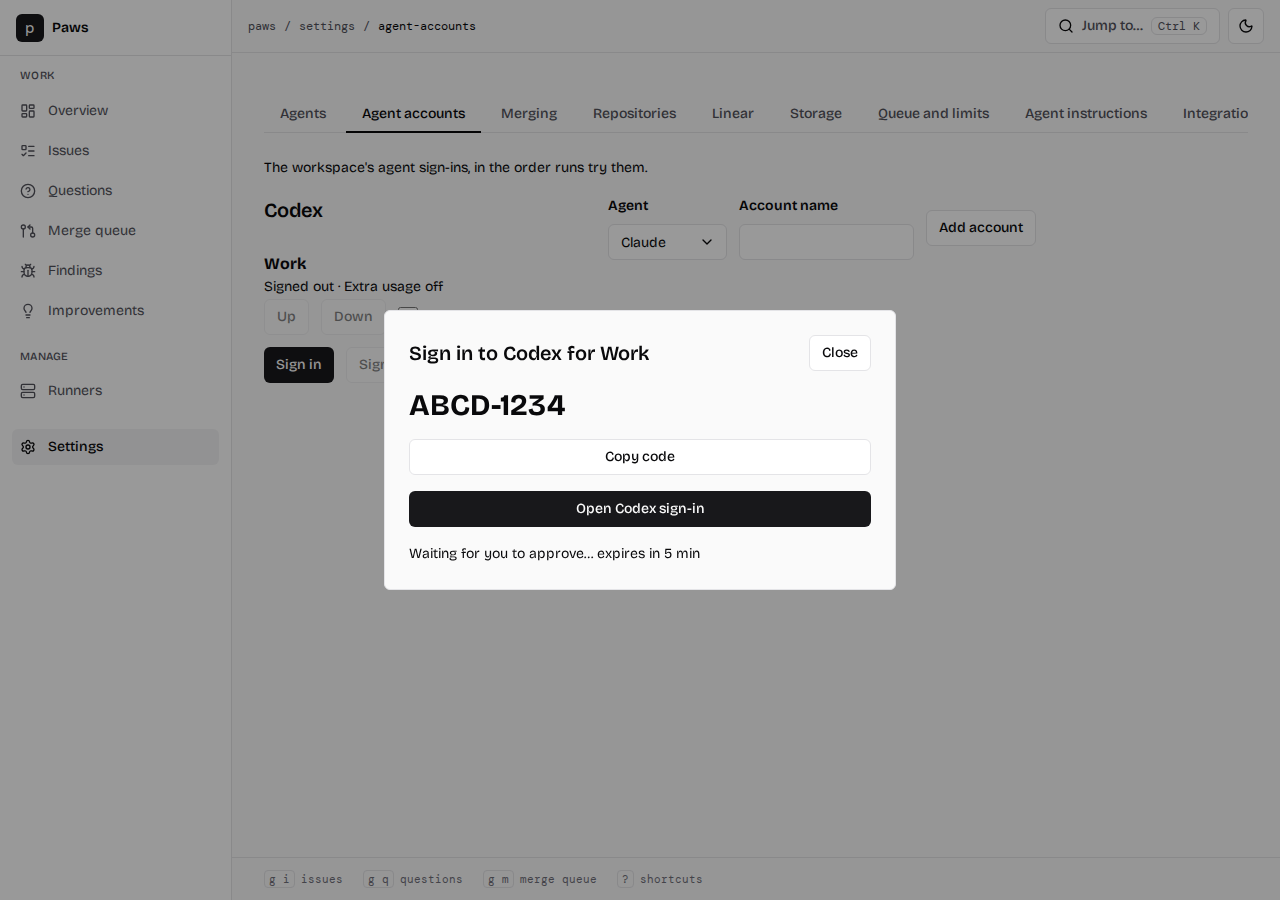 p Paws
paws / settings / agent-accounts
Jump to... Ctrl K
WORK
Overview
Issues
Questions
Merge queue
Findings
Improvements
MANAGE
Runners
Settings
Agents Agent accounts Merging Repositories Linear Storage Queue and limits Agent instructions Integratio
The workspace's agent sign-ins, in the order runs try them.
Codex
Agent Account name
Claude
Add account
Work
Signed out · Extra usage off
Up Down
Sign in Sign
Sign in to Codex for Work
Close
ABCD-1234
Copy code
Open Codex sign-in
Waiting for you to approve... expires in 5 min
g i issues g q questions g m merge queue ? shortcuts